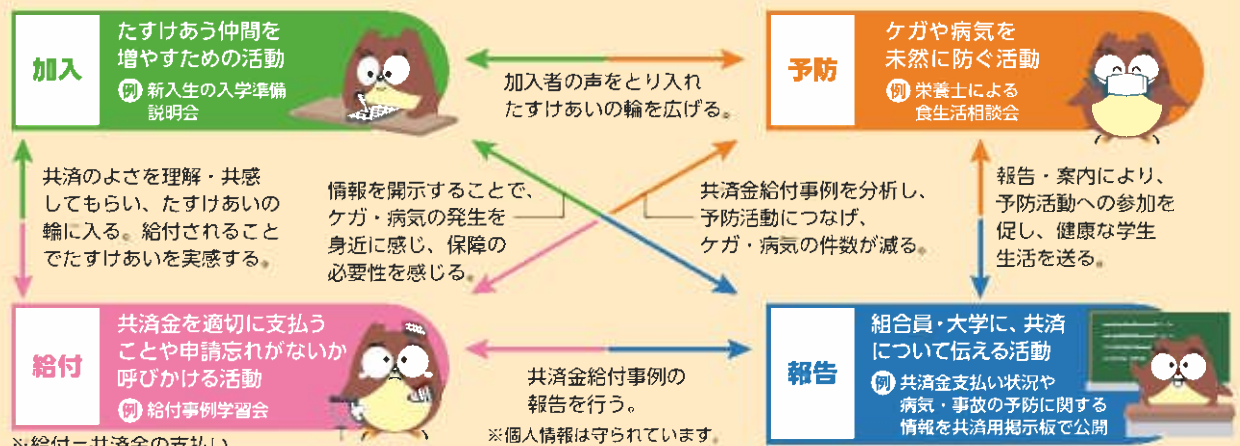 加入
たすけあう仲間を
増やすための活動
例 新入生の入学準備
説明会
加入者の声をとり入れ
たすけあいの輪を広げる。
予防
ケガや病気を
未然に防ぐ活動
例 栄養士による
食生活相談会
共済のよさを理解・共感
してもらい、たすけあいの
輪に入る。給付されること
でたすけあいを実感する。
情報を開示することで、
ケガ・病気の発生を
身近に感じ、保障の
必要性を感じる。
共済金給付事例を分析し、
予防活動につなげ、
ケガ・病気の件数が減る。
報告・案内により、
予防活動への参加を
促し、健康な学生
生活を送る。
給付
共済金を適切に支払う
ことや申請忘れがないか
呼びかける活動
例 給付事例学習会
※給付=共済金の支払い
共済金給付事例の
報告を行う。
※個人情報は守られています。
報告
組合員・大学に、共済
について伝える活動
例 共済金支払い状況や
病気・事故の予防に関する
情報を共済用掲示板で公開